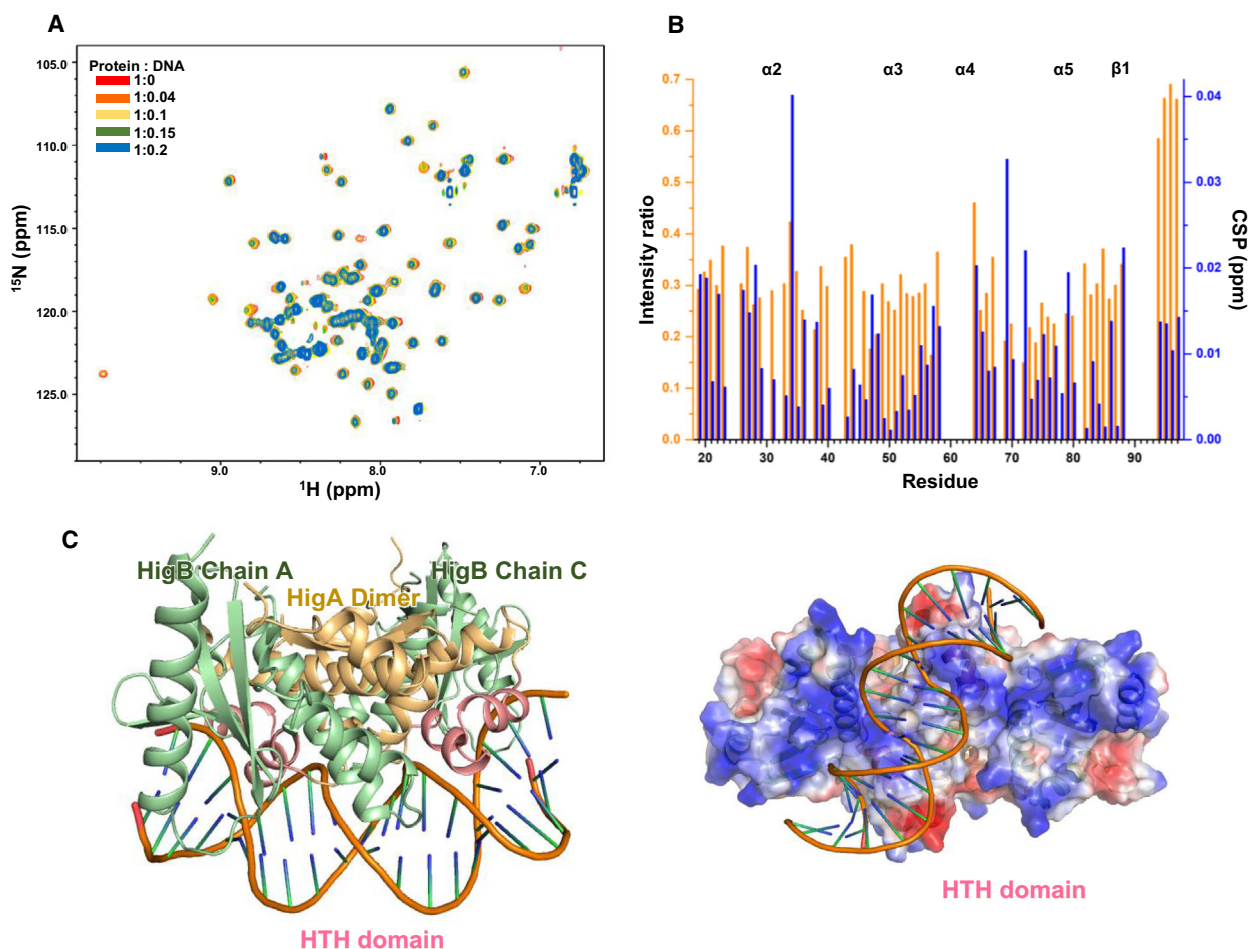 A
Protein : DNA
1:0
1:0.04
1:0.1
1:0.15
1:0.2
105.0
110.0
115.0
120.0
125.0
15N (ppm)
9.0
8.0
7.0
1H (ppm)
B
α2
α3
α4
α5
β1
0.7
0.6
0.5
0.4
0.3
0.2
0.1
0.0
Intensity ratio
0.04
0.03
0.02
0.01
0.00
CSP (ppm)
20
30
40
50
60
70
80
90
Residue
C
HigB Chain A
HigB Chain C
HigA Dimer
HTH domain
HTH domain